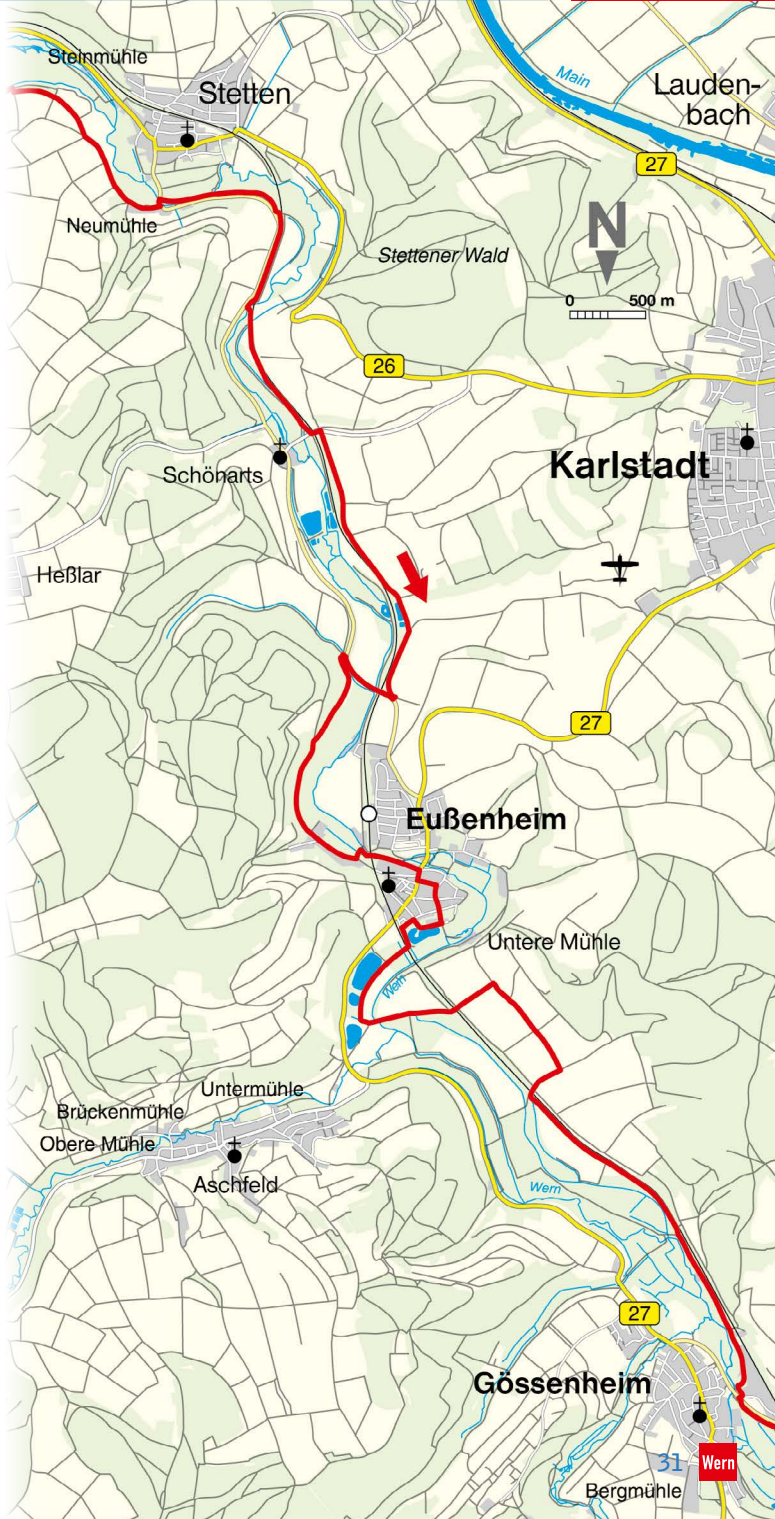 Steinmühle
Stetten
Main
Lauden-
bach
27
Neumühle
N
Stettener Wald
0 500 m
26
Karlstadt
Schönarts
Heßlar
27
Eußenheim
Untere Mühle
Wern
Untermühle
Brückenmühle
Obere Mühle
Aschfeld
Wern
27
Gössenheim
31 Wern
Bergmühle